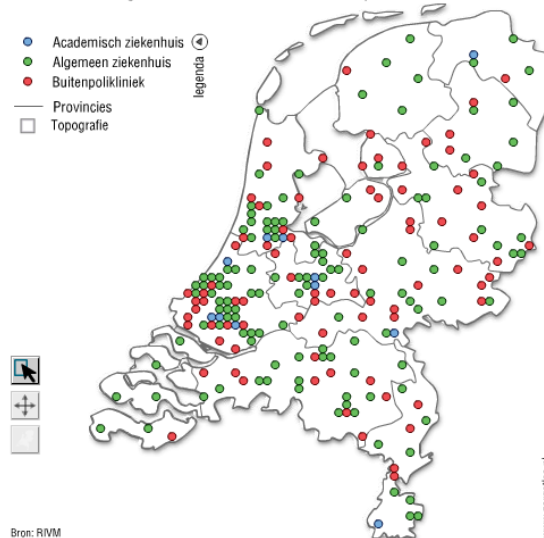 Academisch ziekenhuis
Algemeen ziekenhuis
Buitenpolikliniek
Provincies
Topografie
legenda
Bron: RIVM